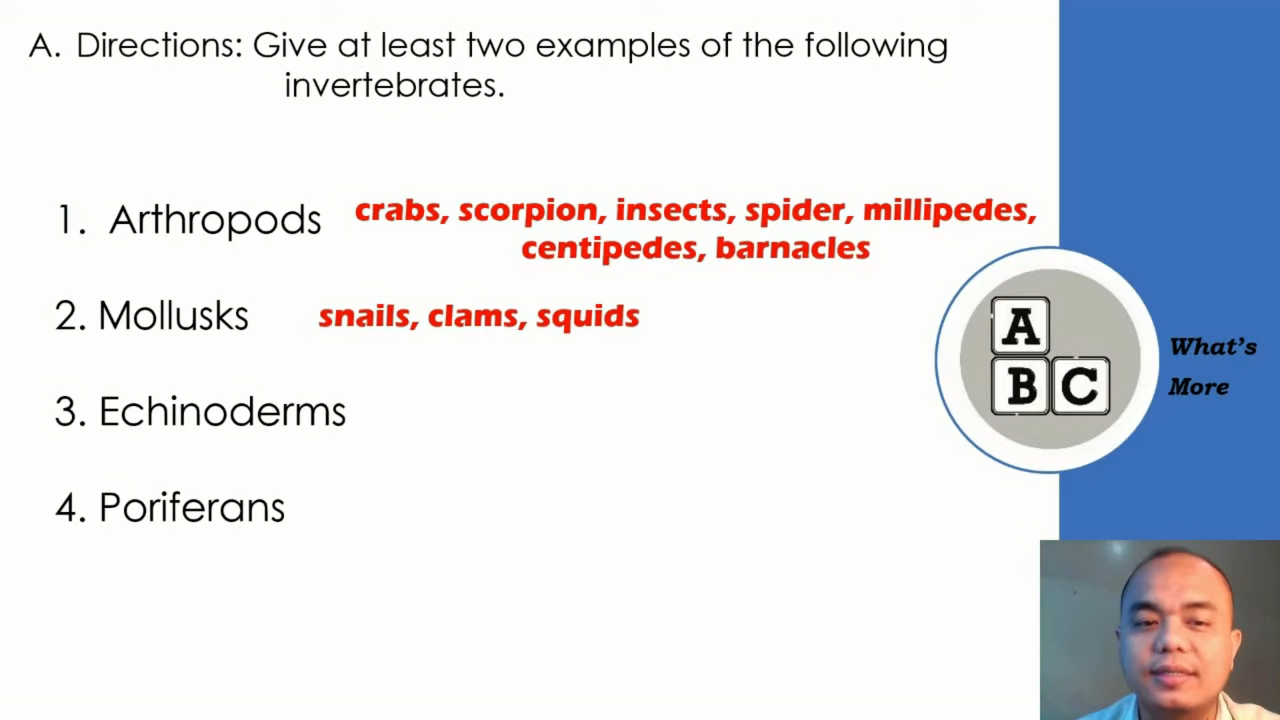 A. Directions: Give at least two examples of the following
invertebrates.
1. Arthropods
crabs, scorpion, insects, spider, millipedes,
centipedes, barnacles
2. Mollusks
snails, clams, squids
3. Echinoderms
4. Poriferans
A
B C
What's
More